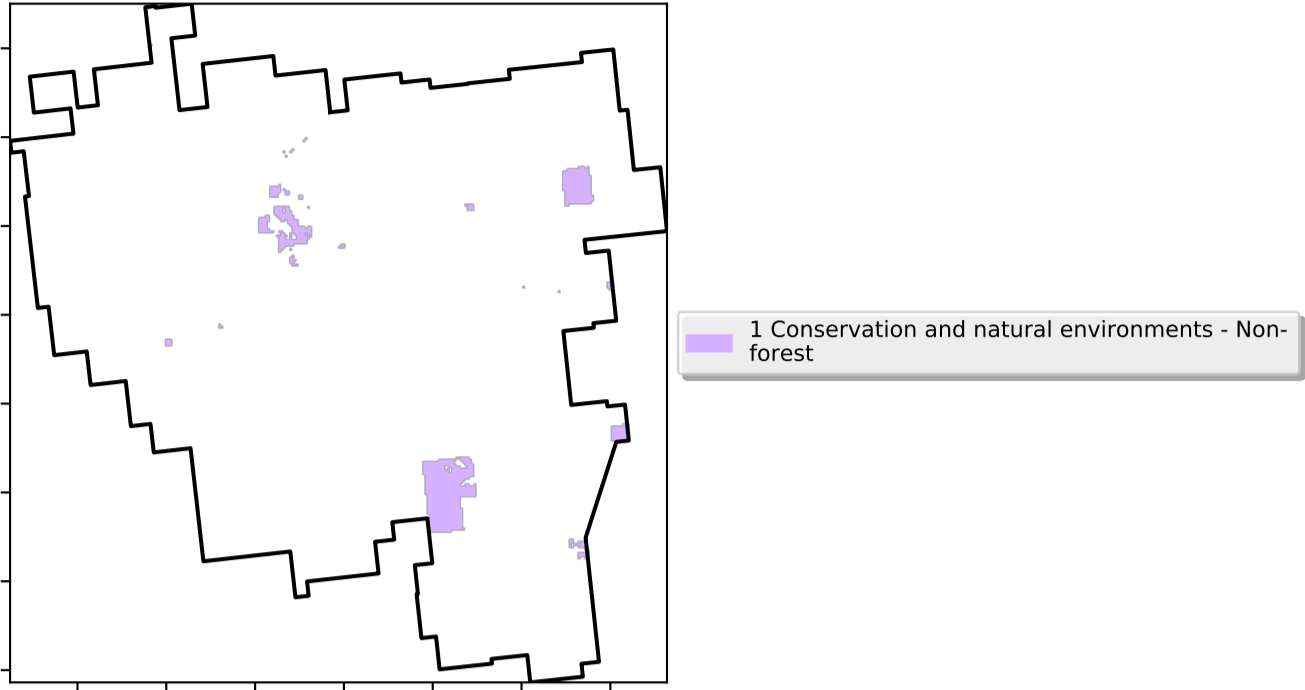 1 Conservation and natural environments - Non-
forest